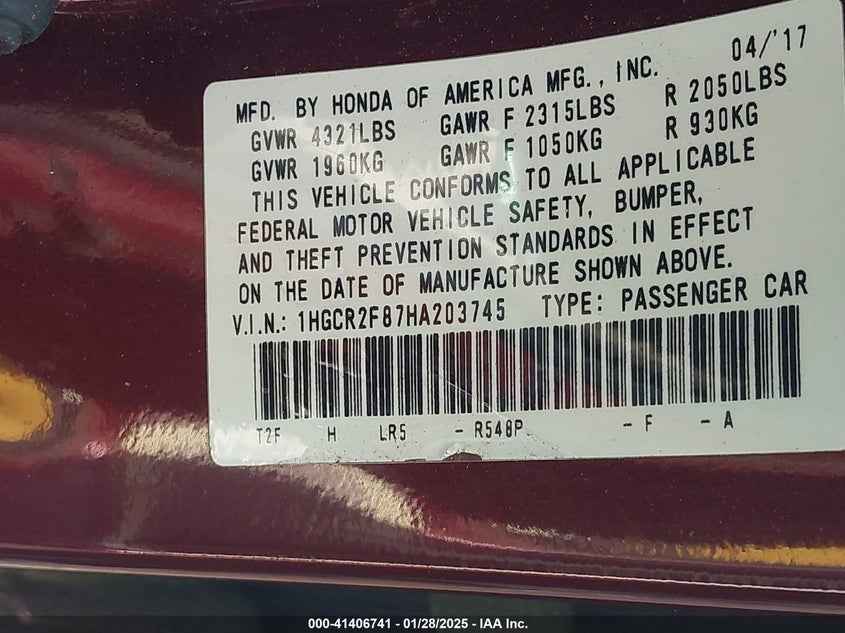 MFD. BY HONDA OF AMERICA MFG., INC. 04/'17
GVWR 4321LBS GAWR F 2315LBS R 2050LBS
GVWR 1960KG GAWR F 1050KG R 930KG
THIS VEHICLE CONFORMS TO ALL APPLICABLE
FEDERAL MOTOR VEHICLE SAFETY, BUMPER,
AND THEFT PREVENTION STANDARDS IN EFFECT
ON THE DATE OF MANUFACTURE SHOWN ABOVE.
V.I.N.: 1HGCR2F87HA203745 TYPE: PASSENGER CAR
T2F H LR5 - R548P - F - A
000-41406741 | 01/28/2025 | IAA Inc.